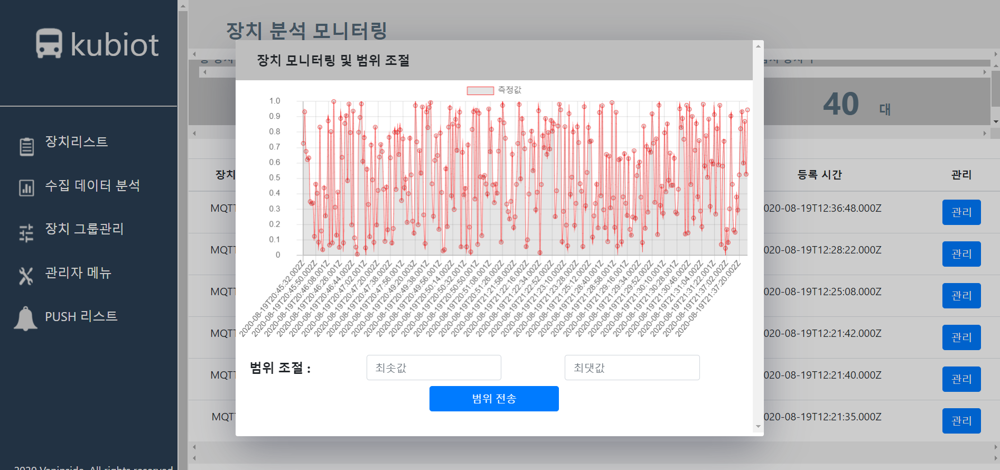 kubiot
장치리스트
수집 데이터 분석
장치 그룹관리
관리자 메뉴
PUSH 리스트
장치 분석 모니터링
장치 모니터링 및 범위 조절
측정값
1.0
0.9
0.8
0.7
0.6
0.5
0.4
0.3
0.2
0.1
0
2020-08-19T20:45:32.002Z
2020-08-19T20:45:50.002Z
2020-08-19T20:46:08.001Z
2020-08-19T20:46:26.001Z
2020-08-19T20:46:44.002Z
2020-08-19T20:47:02.001Z
2020-08-19T20:47:20.002Z
2020-08-19T20:47:38.002Z
2020-08-19T20:47:56.001Z
2020-08-19T20:49:20.003Z
2020-08-19T20:49:38.001Z
2020-08-19T20:49:56.001Z
2020-08-19T20:50:14.002Z
2020-08-19T20:50:32.001Z
2020-08-19T20:50:50.001Z
2020-08-19T20:51:08.001Z
2020-08-19T20:51:26.002Z
2020-08-19T21:21:58.002Z
2020-08-19T21:22:16.002Z
2020-08-19T21:22:34.002Z
2020-08-19T21:22:52.002Z
2020-08-19T21:23:10.002Z
2020-08-19T21:23:28.002Z
2020-08-19T21:25:12.002Z
2020-08-19T21:28:40.001Z
2020-08-19T21:28:58.001Z
2020-08-19T21:29:16.001Z
2020-08-19T21:29:34.002Z
2020-08-19T21:29:52.002Z
2020-08-19T21:30:10.001Z
2020-08-19T21:30:28.001Z
2020-08-19T21:30:46.002Z
2020-08-19T21:31:04.002Z
2020-08-19T21:31:22.001Z
2020-08-19T21:37:02.002Z
2020-08-19T21:37:20.002Z
범위 조절 :
최솟값
최댓값
범위 전송
40 대
장치
등록 시간
관리
MQTT
020-08-19T12:36:48.000Z
관리
MQTT
020-08-19T12:28:22.000Z
관리
MQTT
020-08-19T12:25:08.000Z
관리
MQTT
020-08-19T12:21:42.000Z
관리
MQTT
020-08-19T12:21:40.000Z
관리
MQTT
020-08-19T12:21:35.000Z
관리